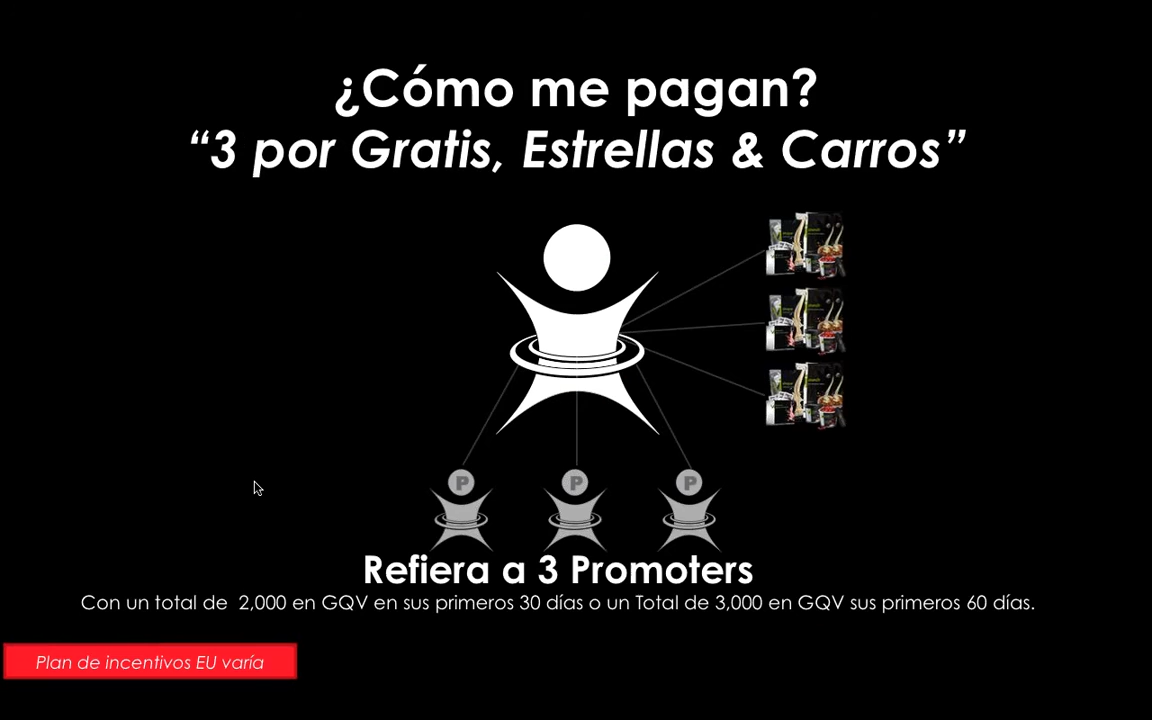 ¿Cómo me pagan?
“3 por Gratis, Estrellas & Carros”
P P P
Refiera a 3 Promoters
Con un total de 2,000 en GQV en sus primeros 30 días o un Total de 3,000 en GQV sus primeros 60 días.
Plan de incentivos EU varía